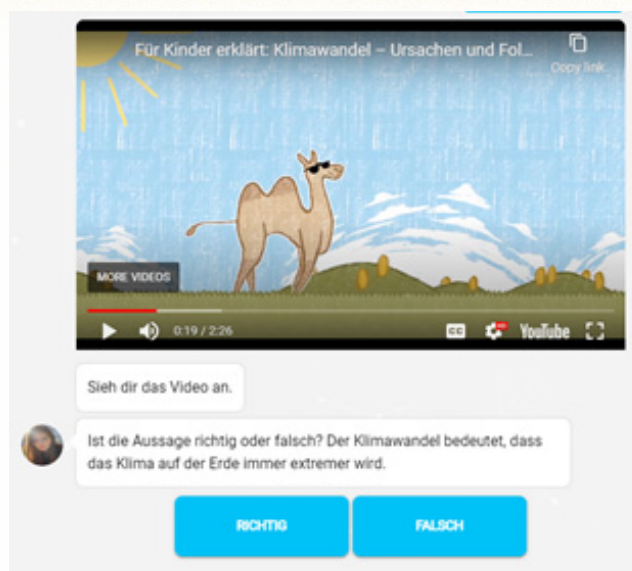 Für Kinder erklärt: Klimawandel – Ursachen und Fol...
Copy link
MORE VIDEOS
0:19 / 2:26
CC
YouTube
Sieh dir das Video an.
Ist die Aussage richtig oder falsch? Der Klimawandel bedeutet, dass
das Klima auf der Erde immer extremer wird.
RICHTIG
FALSCH